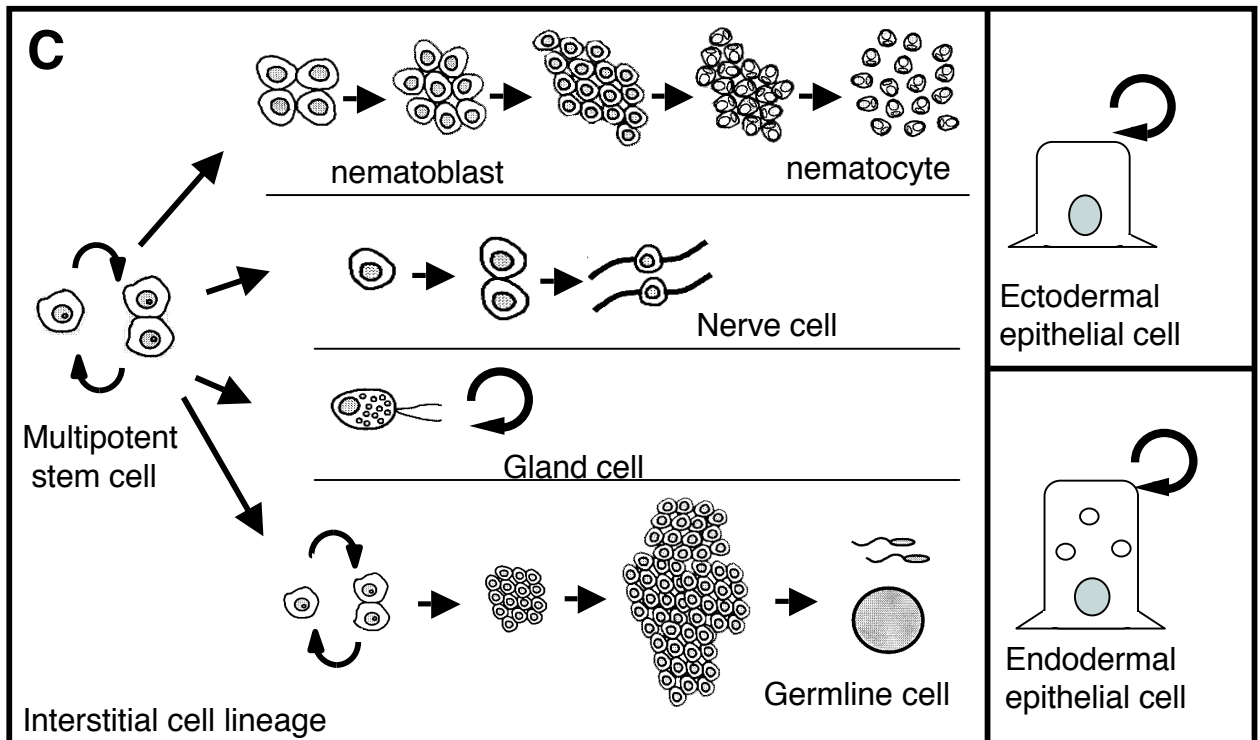 C
nematoblast
nematocyte
Nerve cell
Multipotent
stem cell
Gland cell
Germline cell
Interstitial cell lineage
Ectodermal
epithelial cell
Endodermal
epithelial cell